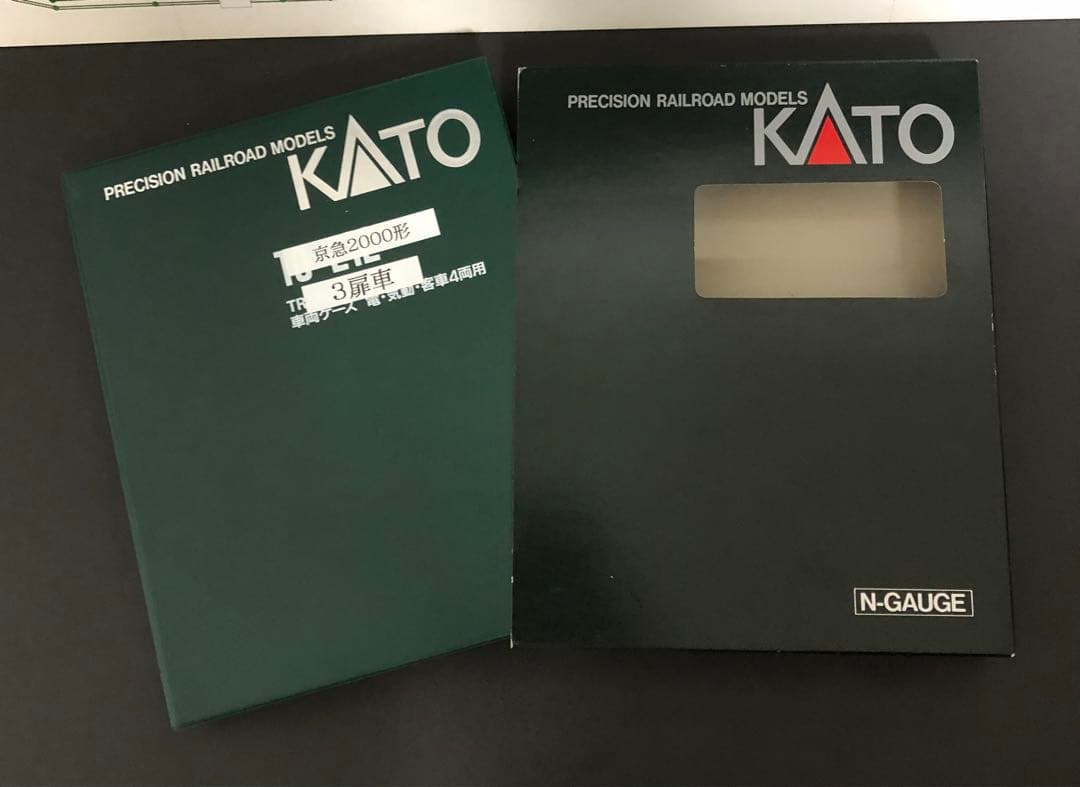 PRECISION RAILROAD MODELS
KATO
京急2000形
3扉車
TR
車両ケース 電・気動・客車4両用
PRECISION RAILROAD MODELS
KATO
N-GAUGE